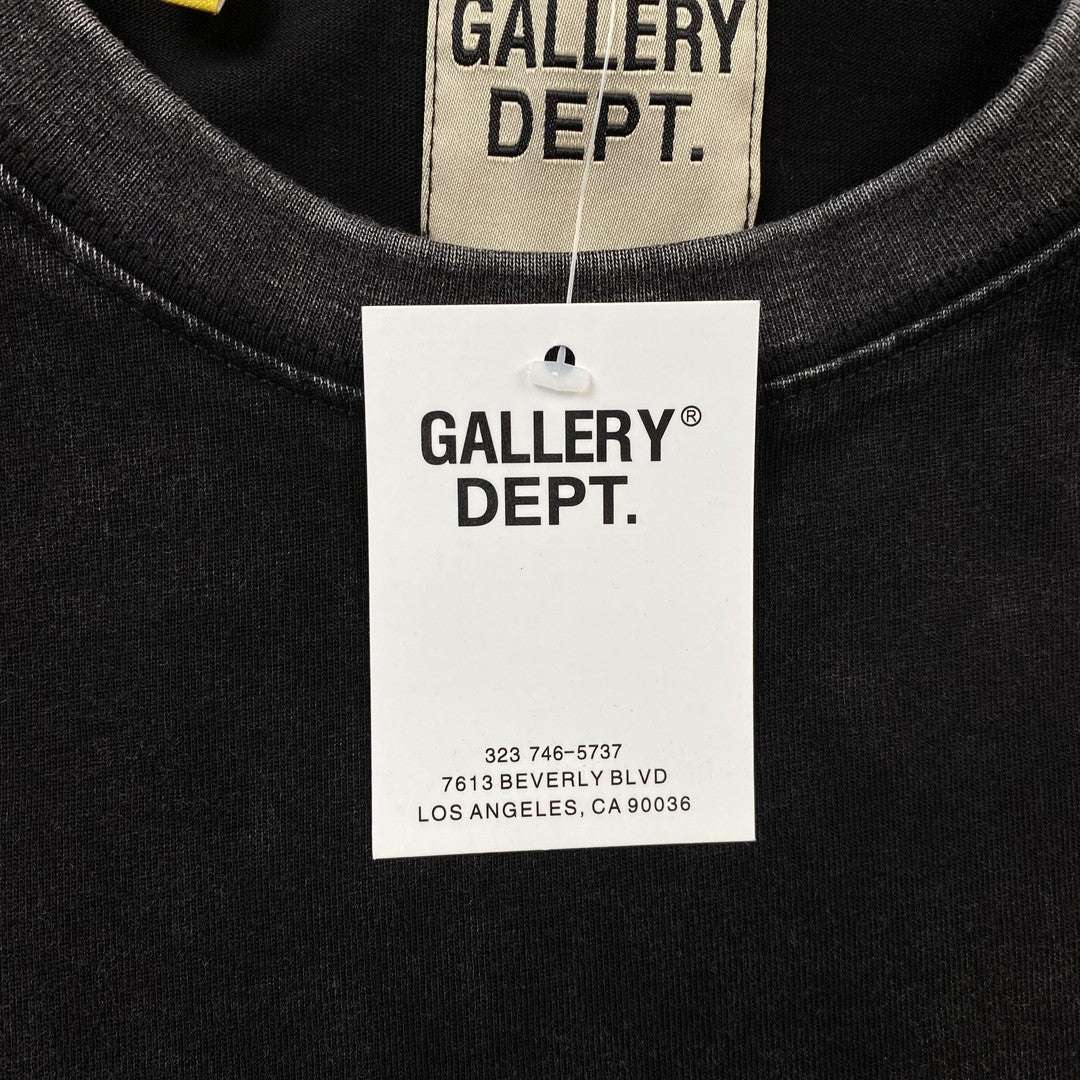 GALLERY
DEPT.
GALLERY®
DEPT.
323 746-5737
7613 BEVERLY BLVD
LOS ANGELES, CA 90036